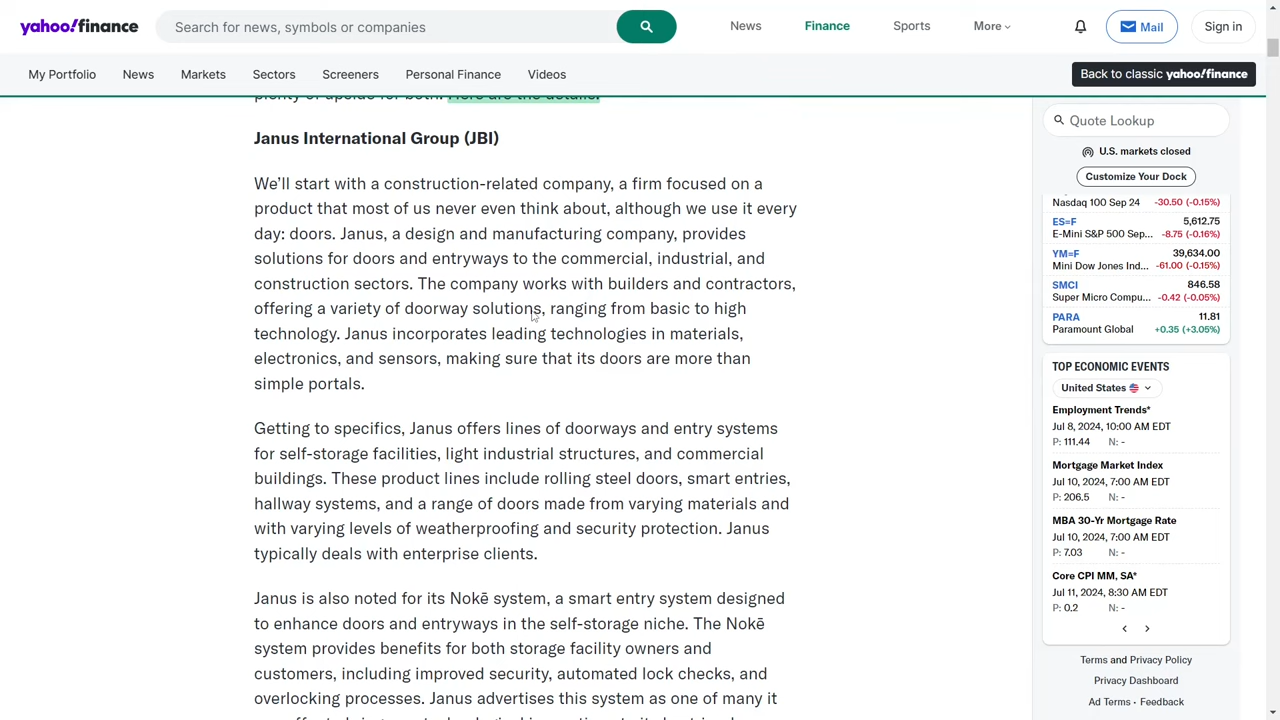 yahoo!finance
Search for news, symbols or companies
News
Finance
Sports
More
Mail
Sign in
My Portfolio
News
Markets
Sectors
Screeners
Personal Finance
Videos
Back to classic yahoo!finance
plenty of upside for both. Here are the details.
Janus International Group (JBI)
We’ll start with a construction-related company, a firm focused on a
product that most of us never even think about, although we use it every
day: doors. Janus, a design and manufacturing company, provides
solutions for doors and entryways to the commercial, industrial, and
construction sectors. The company works with builders and contractors,
offering a variety of doorway solutions, ranging from basic to high
technology. Janus incorporates leading technologies in materials,
electronics, and sensors, making sure that its doors are more than
simple portals.
Getting to specifics, Janus offers lines of doorways and entry systems
for self-storage facilities, light industrial structures, and commercial
buildings. These product lines include rolling steel doors, smart entries,
hallway systems, and a range of doors made from varying materials and
with varying levels of weatherproofing and security protection. Janus
typically deals with enterprise clients.
Janus is also noted for its Nokē system, a smart entry system designed
to enhance doors and entryways in the self-storage niche. The Nokē
system provides benefits for both storage facility owners and
customers, including improved security, automated lock checks, and
overlocking processes. Janus advertises this system as one of many it
Quote Lookup
U.S. markets closed
Customize Your Dock
Nasdaq 100 Sep 24 -30.50 (-0.15%)
ES=F 5,612.75
E-Mini S&P 500 Sep... -8.75 (-0.16%)
YM=F 39,634.00
Mini Dow Jones Ind... -61.00 (-0.15%)
SMCI 846.58
Super Micro Compu... -0.42 (-0.05%)
PARA 11.81
Paramount Global +0.35 (+3.05%)
TOP ECONOMIC EVENTS
United States
Employment Trends*
Jul 8, 2024, 10:00 AM EDT
P: 111.44 N: -
Mortgage Market Index
Jul 10, 2024, 7:00 AM EDT
P: 206.5 N: -
MBA 30-Yr Mortgage Rate
Jul 10, 2024, 7:00 AM EDT
P: 7.03 N: -
Core CPI MM, SA*
Jul 11, 2024, 8:30 AM EDT
P: 0.2 N: -
Terms and Privacy Policy
Privacy Dashboard
Ad Terms • Feedback